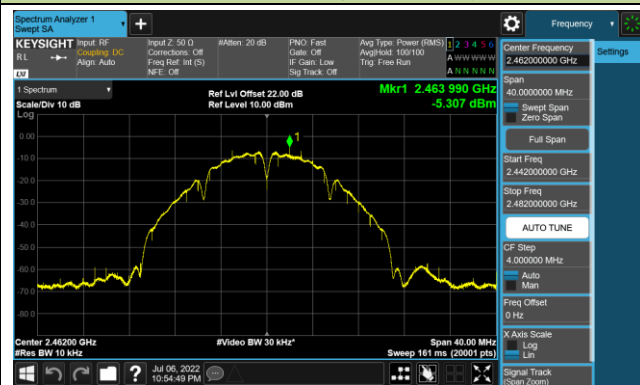 Spectrum Analyzer 1
Swept SA
Frequency
KEYSIGHT
RL
LXI
Input: RF
Coupling: DC
Align: Auto
Input Z: 50 Ω
Corrections: Off
Freq Ref: Int (S)
NFE: Off
#Atten: 20 dB
PNO: Fast
Gate: Off
IF Gain: Low
Sig Track: Off
Avg Type: Power (RMS)
Avg|Hold: 100/100
Trig: Free Run
1 2 3 4 5 6
A W W W W W
A N N N N N
Center Frequency
2.462000000 GHz
Settings
1 Spectrum
Scale/Div 10 dB
Log
Ref Lvl Offset 22.00 dB
Ref Level 10.00 dBm
Mkr1 2.463 990 GHz
-5.307 dBm
Span
40.0000000 MHz
Swept Span
Zero Span
Full Span
Start Freq
2.442000000 GHz
Stop Freq
2.482000000 GHz
AUTO TUNE
CF Step
4.000000 MHz
Auto
Man
Freq Offset
0 Hz
X Axis Scale
Log
Lin
Signal Track
(Span Zoom)
1
0.00
-10.0
-20.0
-30.0
-40.0
-50.0
-60.0
-70.0
-80.0
Center 2.46200 GHz
#Res BW 10 kHz
#Video BW 30 kHz*
Span 40.00 MHz
Sweep 161 ms (20001 pts)
?
Jul 06, 2022
10:54:49 PM